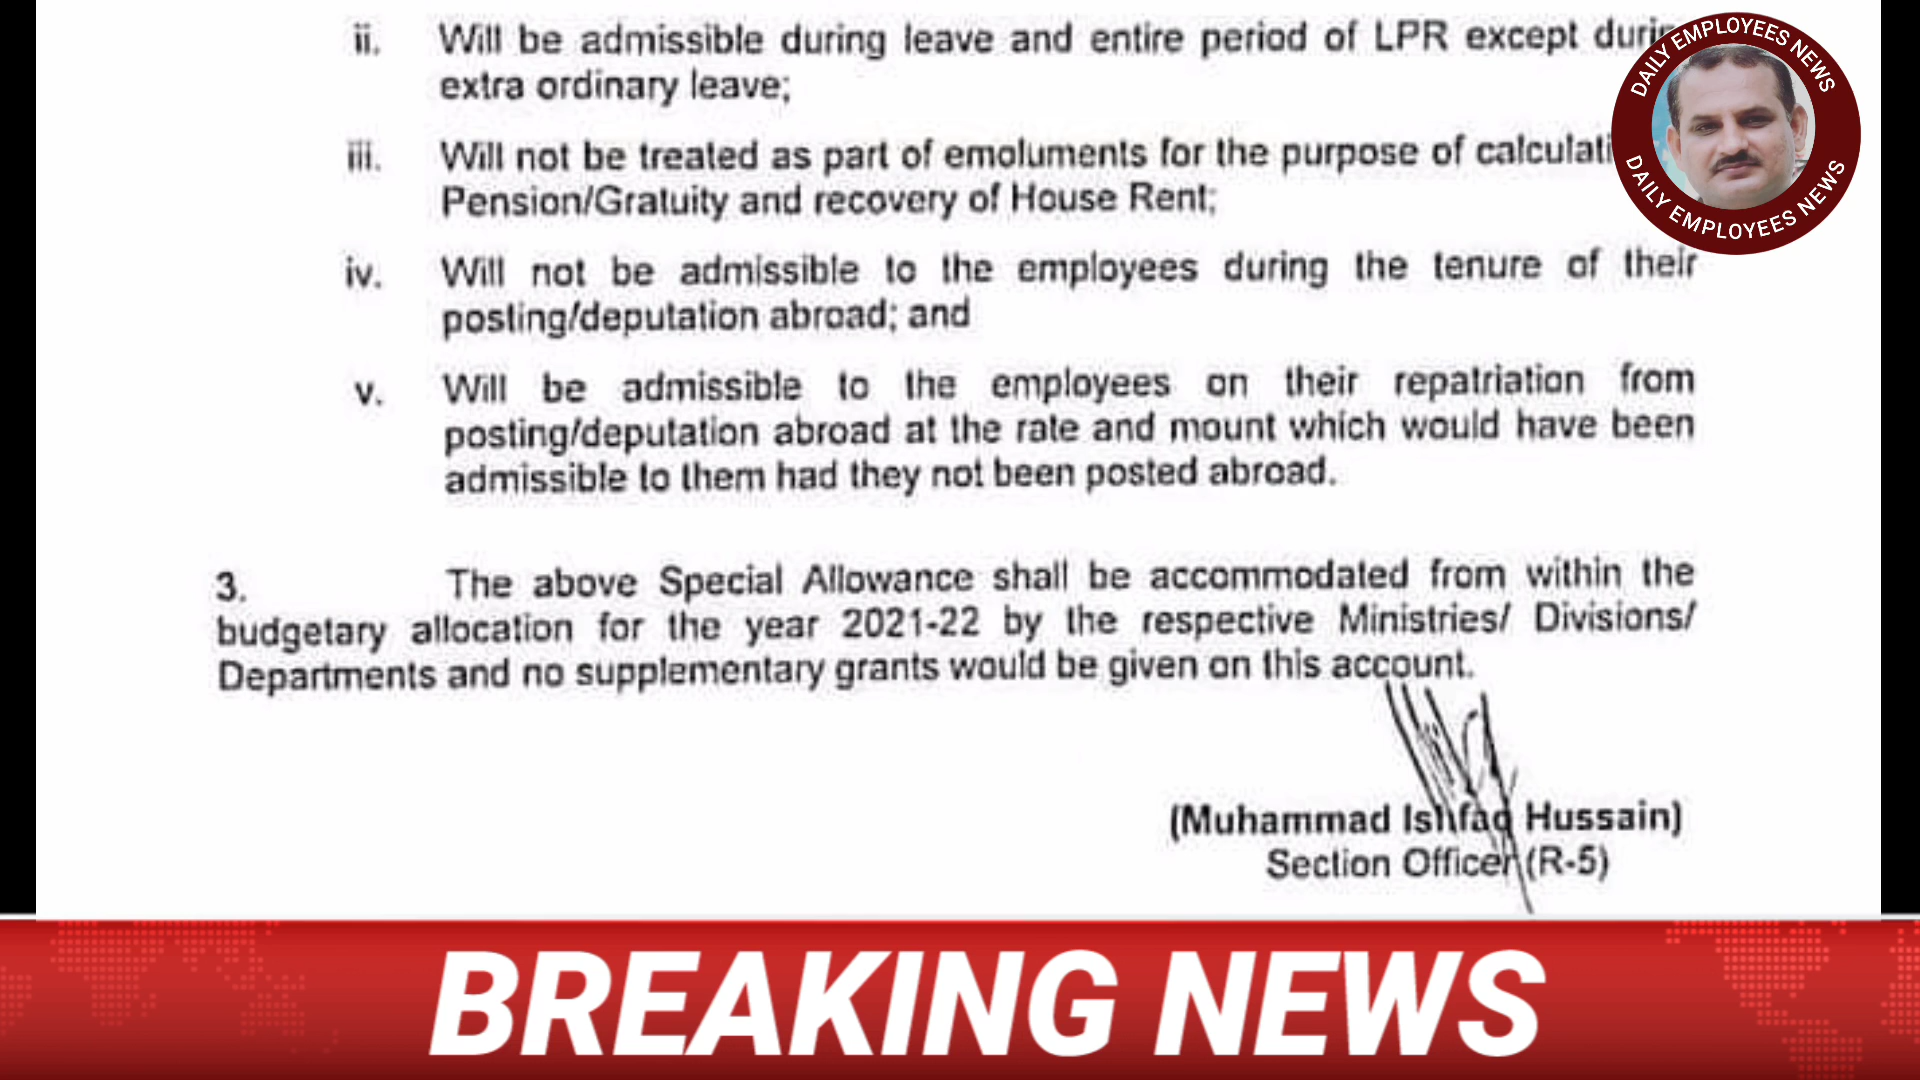 ii. Will be admissible during leave and entire period of LPR except
extra ordinary leave;
iii. Will not be treated as part of emoluments for the purpose of
Pension/Gratuity and recovery of House Rent;
iv. Will not be admissible to the employees during the tenure of their
posting/deputation abroad; and
v. Will be admissible to the employees on their repatriation from
posting/deputation abroad at the rate and mount which would have been
admissible to them had they not been posted abroad.
3. The above Special Allowance shall be accommodated from within the
budgetary allocation for the year 2021-22 by the respective Ministries/ Divisions/
Departments and no supplementary grants would be given on this account.
(Muhammad Ishfaq Hussain)
Section Officer (R-5)
DAILY EMPLOYEES NEWS
DAILY EMPLOYEES NEWS
BREAKING NEWS